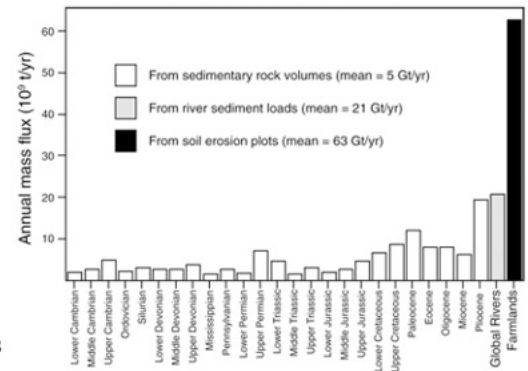 Annual mass flux (10⁹ t/yr)
60
50
40
30
20
10
From sedimentary rock volumes (mean = 5 Gt/yr)
From river sediment loads (mean = 21 Gt/yr)
From soil erosion plots (mean = 63 Gt/yr)
Lower Cambrian
Middle Cambrian
Upper Cambrian
Ordovician
Silurian
Lower Devonian
Middle Devonian
Upper Devonian
Mississippian
Pennsylvanian
Lower Permian
Upper Permian
Lower Triassic
Middle Triassic
Upper Triassic
Lower Jurassic
Middle Jurassic
Upper Jurassic
Lower Cretaceous
Upper Cretaceous
Paleocene
Eocene
Oligocene
Miocene
Pliocene
Global Rivers
Farmlands